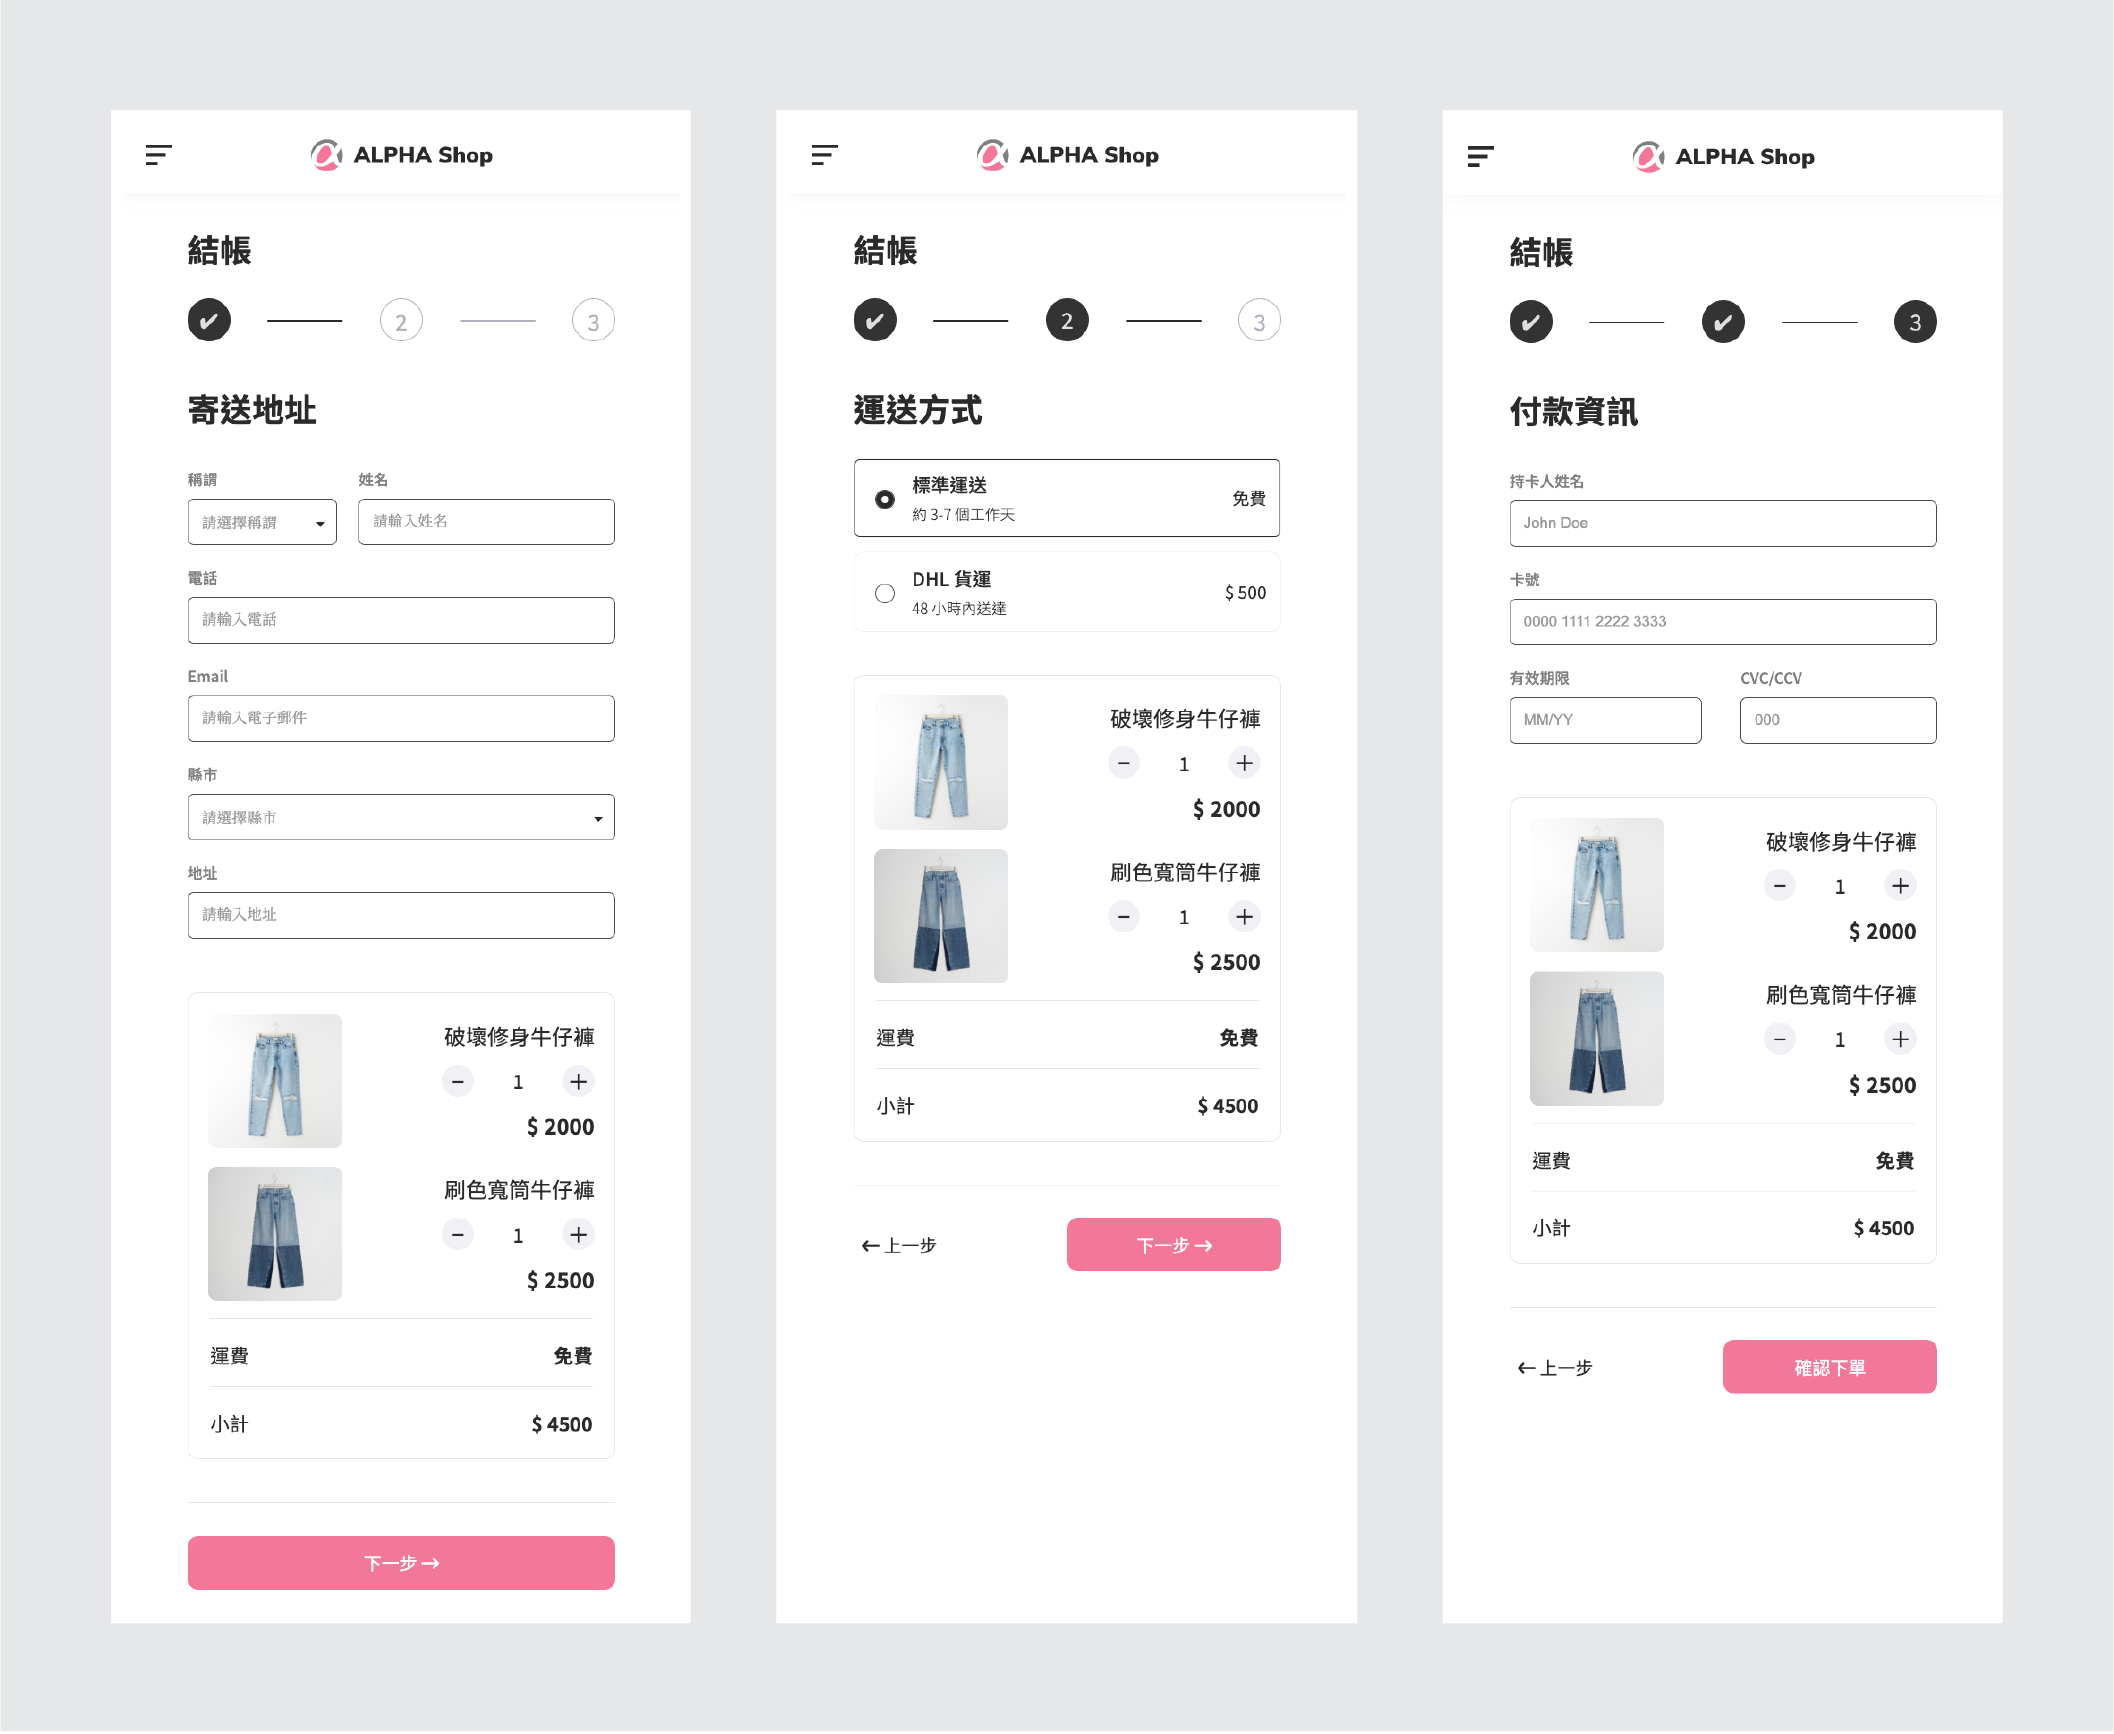 ALPHA Shop
結帳
✔ 2 3
寄送地址
稱謂 姓名
請選擇稱謂 請輸入姓名
電話
請輸入電話
Email
請輸入電子郵件
縣市
請選擇縣市
地址
請輸入地址
破壞修身牛仔褲
− 1 +
$ 2000
刷色寬筒牛仔褲
− 1 +
$ 2500
運費 免費
小計 $ 4500
下一步 →
ALPHA Shop
結帳
✔ 2 3
運送方式
標準運送
約 3-7 個工作天
免費
DHL 貨運
48 小時內送達
$ 500
破壞修身牛仔褲
− 1 +
$ 2000
刷色寬筒牛仔褲
− 1 +
$ 2500
運費 免費
小計 $ 4500
← 上一步 下一步 →
ALPHA Shop
結帳
✔ ✔ 3
付款資訊
持卡人姓名
John Doe
卡號
0000 1111 2222 3333
有效期限 CVC/CCV
MM/YY 000
破壞修身牛仔褲
− 1 +
$ 2000
刷色寬筒牛仔褲
− 1 +
$ 2500
運費 免費
小計 $ 4500
← 上一步 確認下單